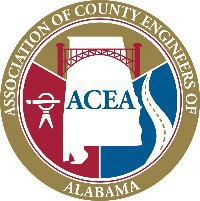 ASSOCIATION OF COUNTY ENGINEERS OF
ACEA
ALABAMA